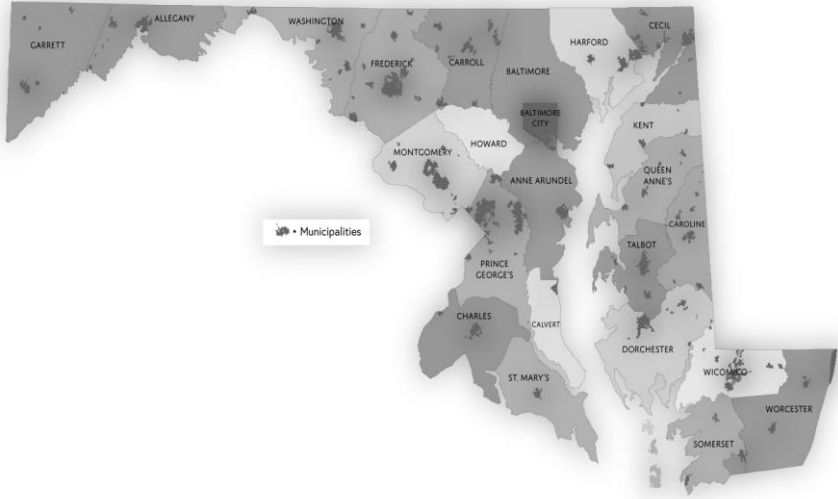 GARRETT
ALLEGANY
WASHINGTON
FREDERICK
CARROLL
BALTIMORE
HARFORD
CECIL
BALTIMORE
CITY
KENT
MONTGOMERY
HOWARD
ANNE ARUNDEL
QUEEN
ANNE'S
CAROLINE
TALBOT
• Municipalities
PRINCE
GEORGE'S
CHARLES
CALVERT
DORCHESTER
ST. MARY'S
WICOMICO
WORCESTER
SOMERSET